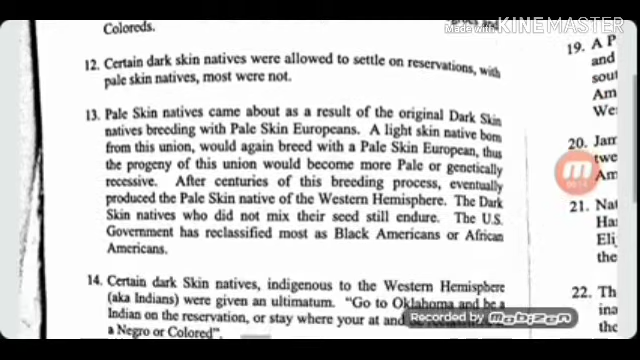 Coloreds.
12. Certain dark skin natives were allowed to settle on reservations, with
pale skin natives, most were not.
13. Pale Skin natives came about as a result of the original Dark Skin
natives breeding with Pale Skin Europeans. A light skin native born
from this union, would again breed with a Pale Skin European, thus
the progeny of this union would become more Pale or genetically
recessive. After centuries of this breeding process, eventually
produced the Pale Skin native of the Western Hemisphere. The Dark
Skin natives who did not mix their seed still endure. The U.S.
Government has reclassified most as Black Americans or African
Americans.
14. Certain dark Skin natives, indigenous to the Western Hemisphere
(aka Indians) were given an ultimatum. "Go to Oklahoma and be a
Indian on the reservation, or stay where your at and be
a Negro or Colored".
19. A P
and
sout
Am
We
20. Jam
twe
Am
21. Nat
Har
Eli
the
22. Th
ina
the
Made with KINEMASTER
00:14
Recorded by Mobizen